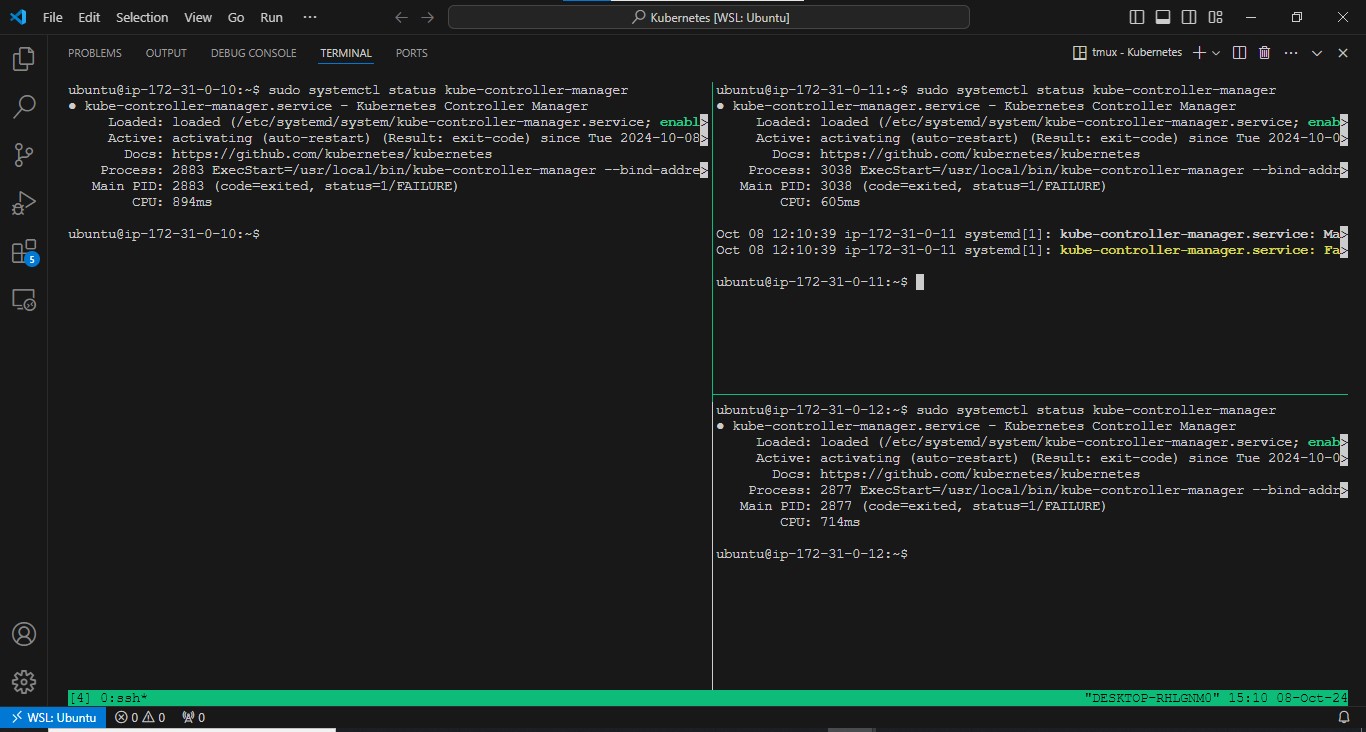 File Edit Selection View Go Run ···
Kubernetes [WSL: Ubuntu]
PROBLEMS OUTPUT DEBUG CONSOLE TERMINAL PORTS
tmux - Kubernetes
5
ubuntu@ip-172-31-0-10:~$ sudo systemctl status kube-controller-manager
● kube-controller-manager.service - Kubernetes Controller Manager
Loaded: loaded (/etc/systemd/system/kube-controller-manager.service; enabl>
Active: activating (auto-restart) (Result: exit-code) since Tue 2024-10-08>
Docs: https://github.com/kubernetes/kubernetes
Process: 2883 ExecStart=/usr/local/bin/kube-controller-manager --bind-addre>
Main PID: 2883 (code=exited, status=1/FAILURE)
CPU: 894ms
ubuntu@ip-172-31-0-10:~$
ubuntu@ip-172-31-0-11:~$ sudo systemctl status kube-controller-manager
● kube-controller-manager.service - Kubernetes Controller Manager
Loaded: loaded (/etc/systemd/system/kube-controller-manager.service; enab>
Active: activating (auto-restart) (Result: exit-code) since Tue 2024-10-0>
Docs: https://github.com/kubernetes/kubernetes
Process: 3038 ExecStart=/usr/local/bin/kube-controller-manager --bind-addr>
Main PID: 3038 (code=exited, status=1/FAILURE)
CPU: 605ms
Oct 08 12:10:39 ip-172-31-0-11 systemd[1]: kube-controller-manager.service: Ma>
Oct 08 12:10:39 ip-172-31-0-11 systemd[1]: kube-controller-manager.service: Fa>
ubuntu@ip-172-31-0-11:~$
ubuntu@ip-172-31-0-12:~$ sudo systemctl status kube-controller-manager
● kube-controller-manager.service - Kubernetes Controller Manager
Loaded: loaded (/etc/systemd/system/kube-controller-manager.service; enab>
Active: activating (auto-restart) (Result: exit-code) since Tue 2024-10-0>
Docs: https://github.com/kubernetes/kubernetes
Process: 2877 ExecStart=/usr/local/bin/kube-controller-manager --bind-addr>
Main PID: 2877 (code=exited, status=1/FAILURE)
CPU: 714ms
ubuntu@ip-172-31-0-12:~$
[4] 0:ssh* "DESKTOP-RHLGNM0" 15:10 08-Oct-24
WSL: Ubuntu 0 0 0